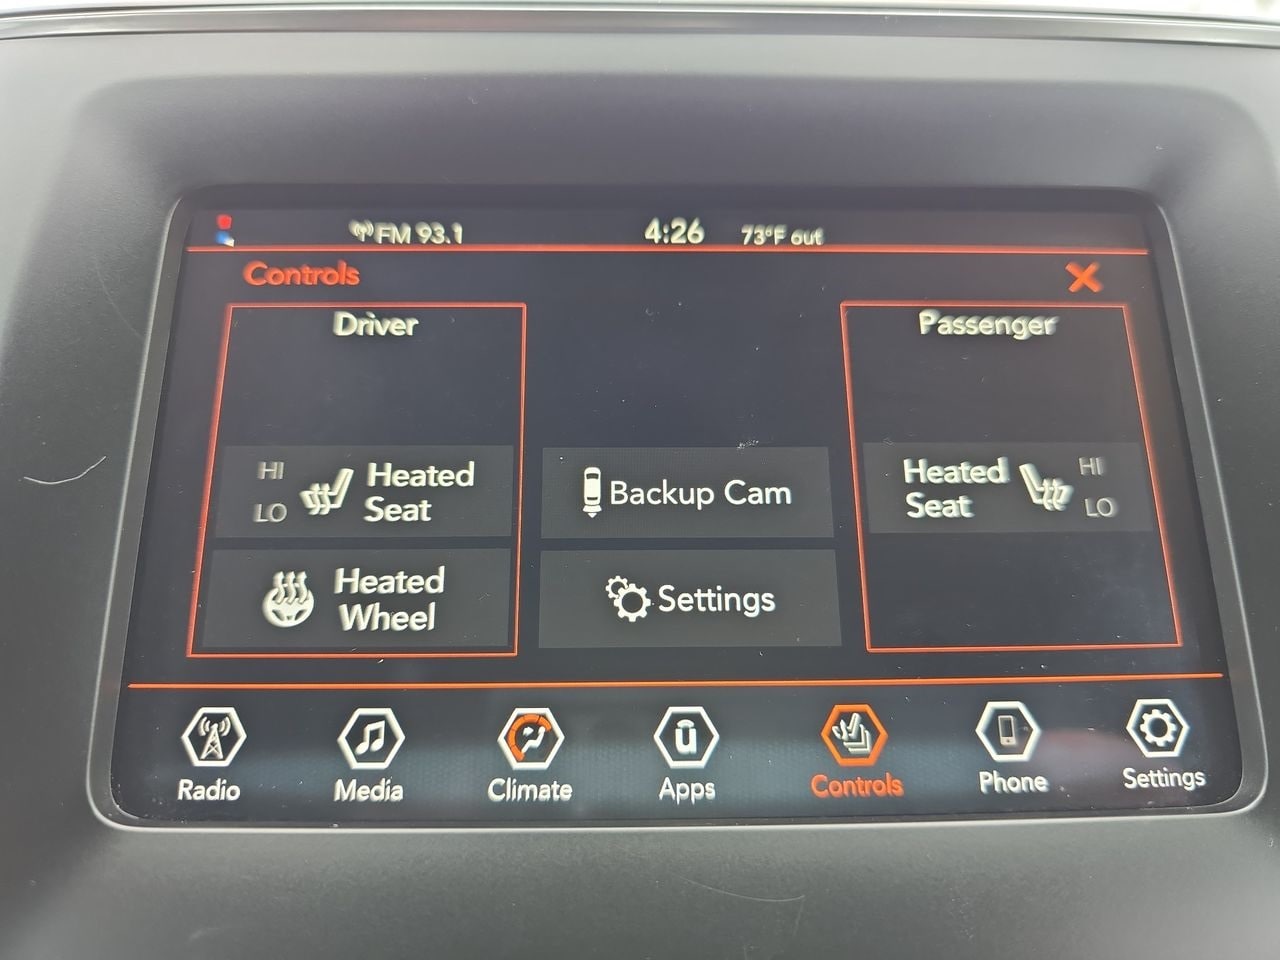 FM 93.1 4:26 73°F out
Controls
Driver
Passenger
HI
LO
Heated
Seat
Backup Cam
Heated
Seat
HI
LO
Heated
Wheel
Settings
Radio Media Climate Apps Controls Phone Settings